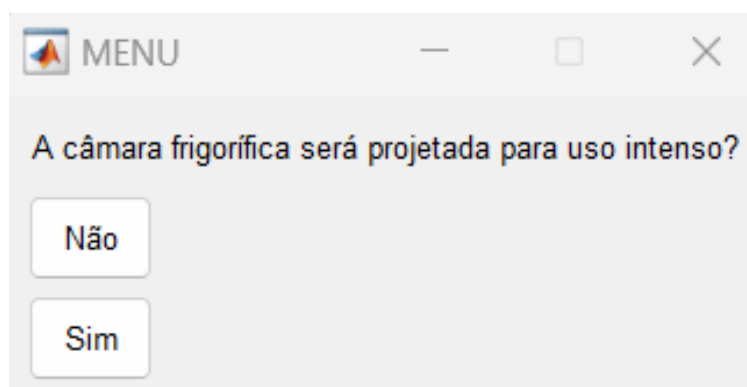 MENU
A câmara frigorífica será projetada para uso intenso?
Não
Sim